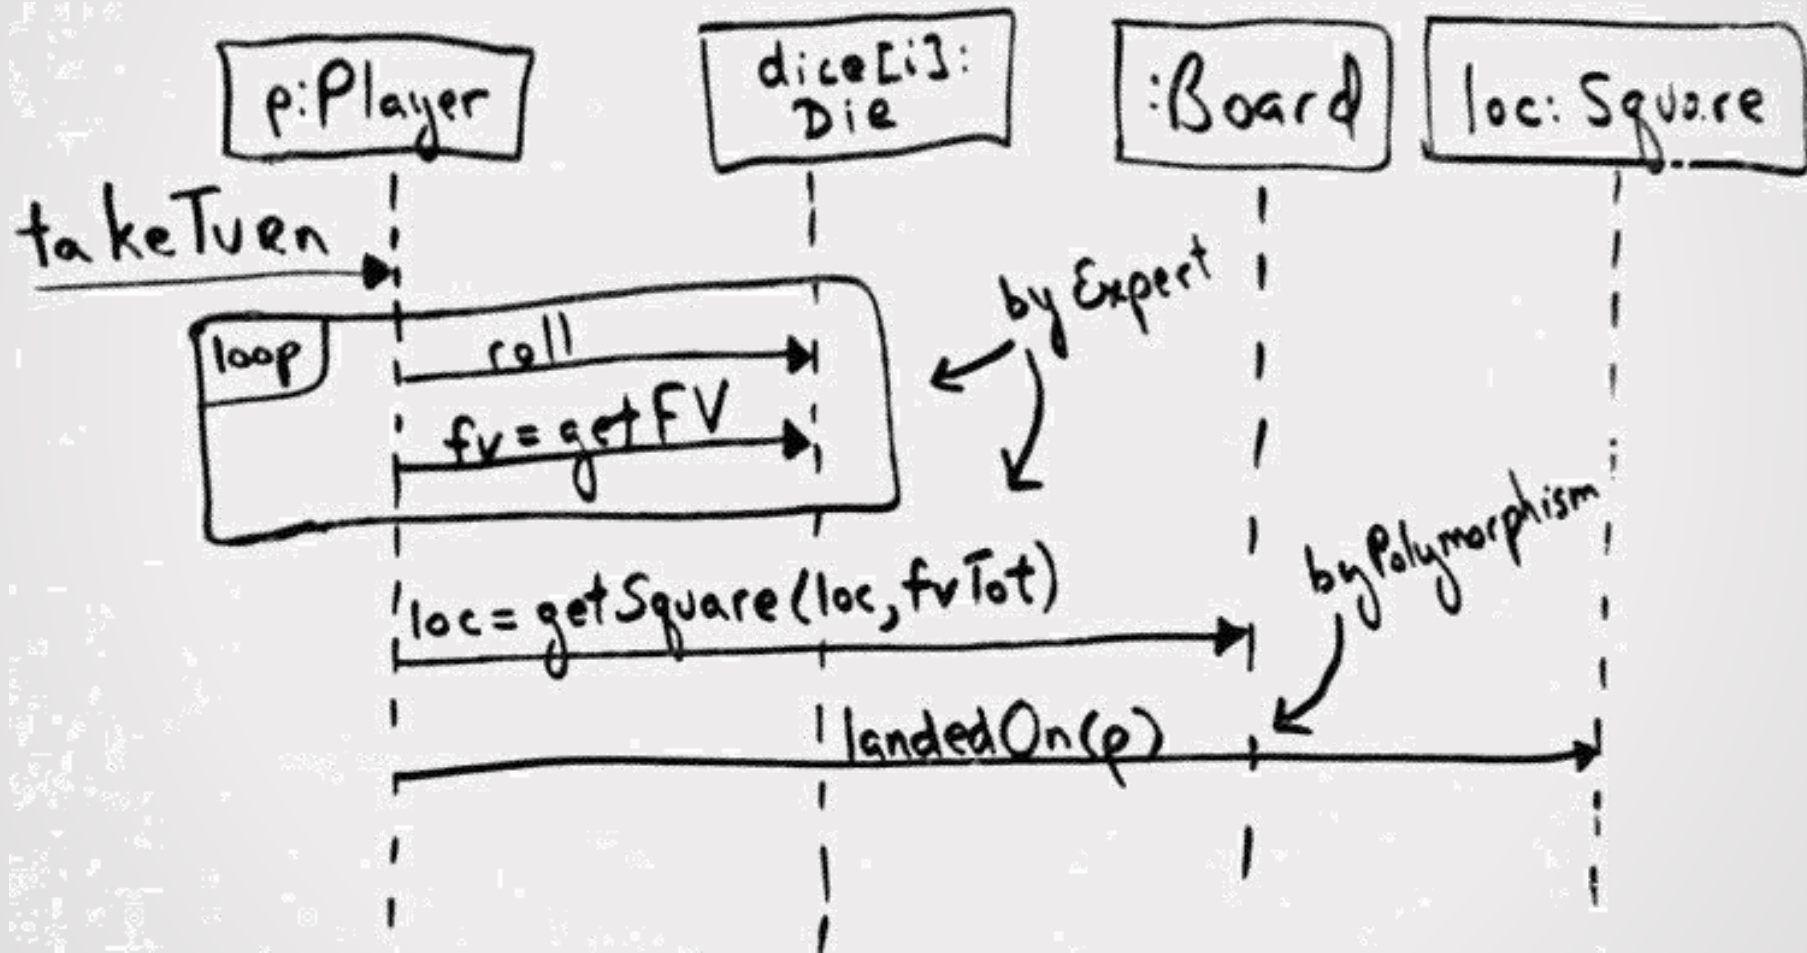 p:Player
dice[i]:
Die
:Board
loc: Square
takeTurn
by Expert
loop
roll
fv = getFV
by Polymorphism
loc = getSquare(loc, fvTot)
landedOn(p)